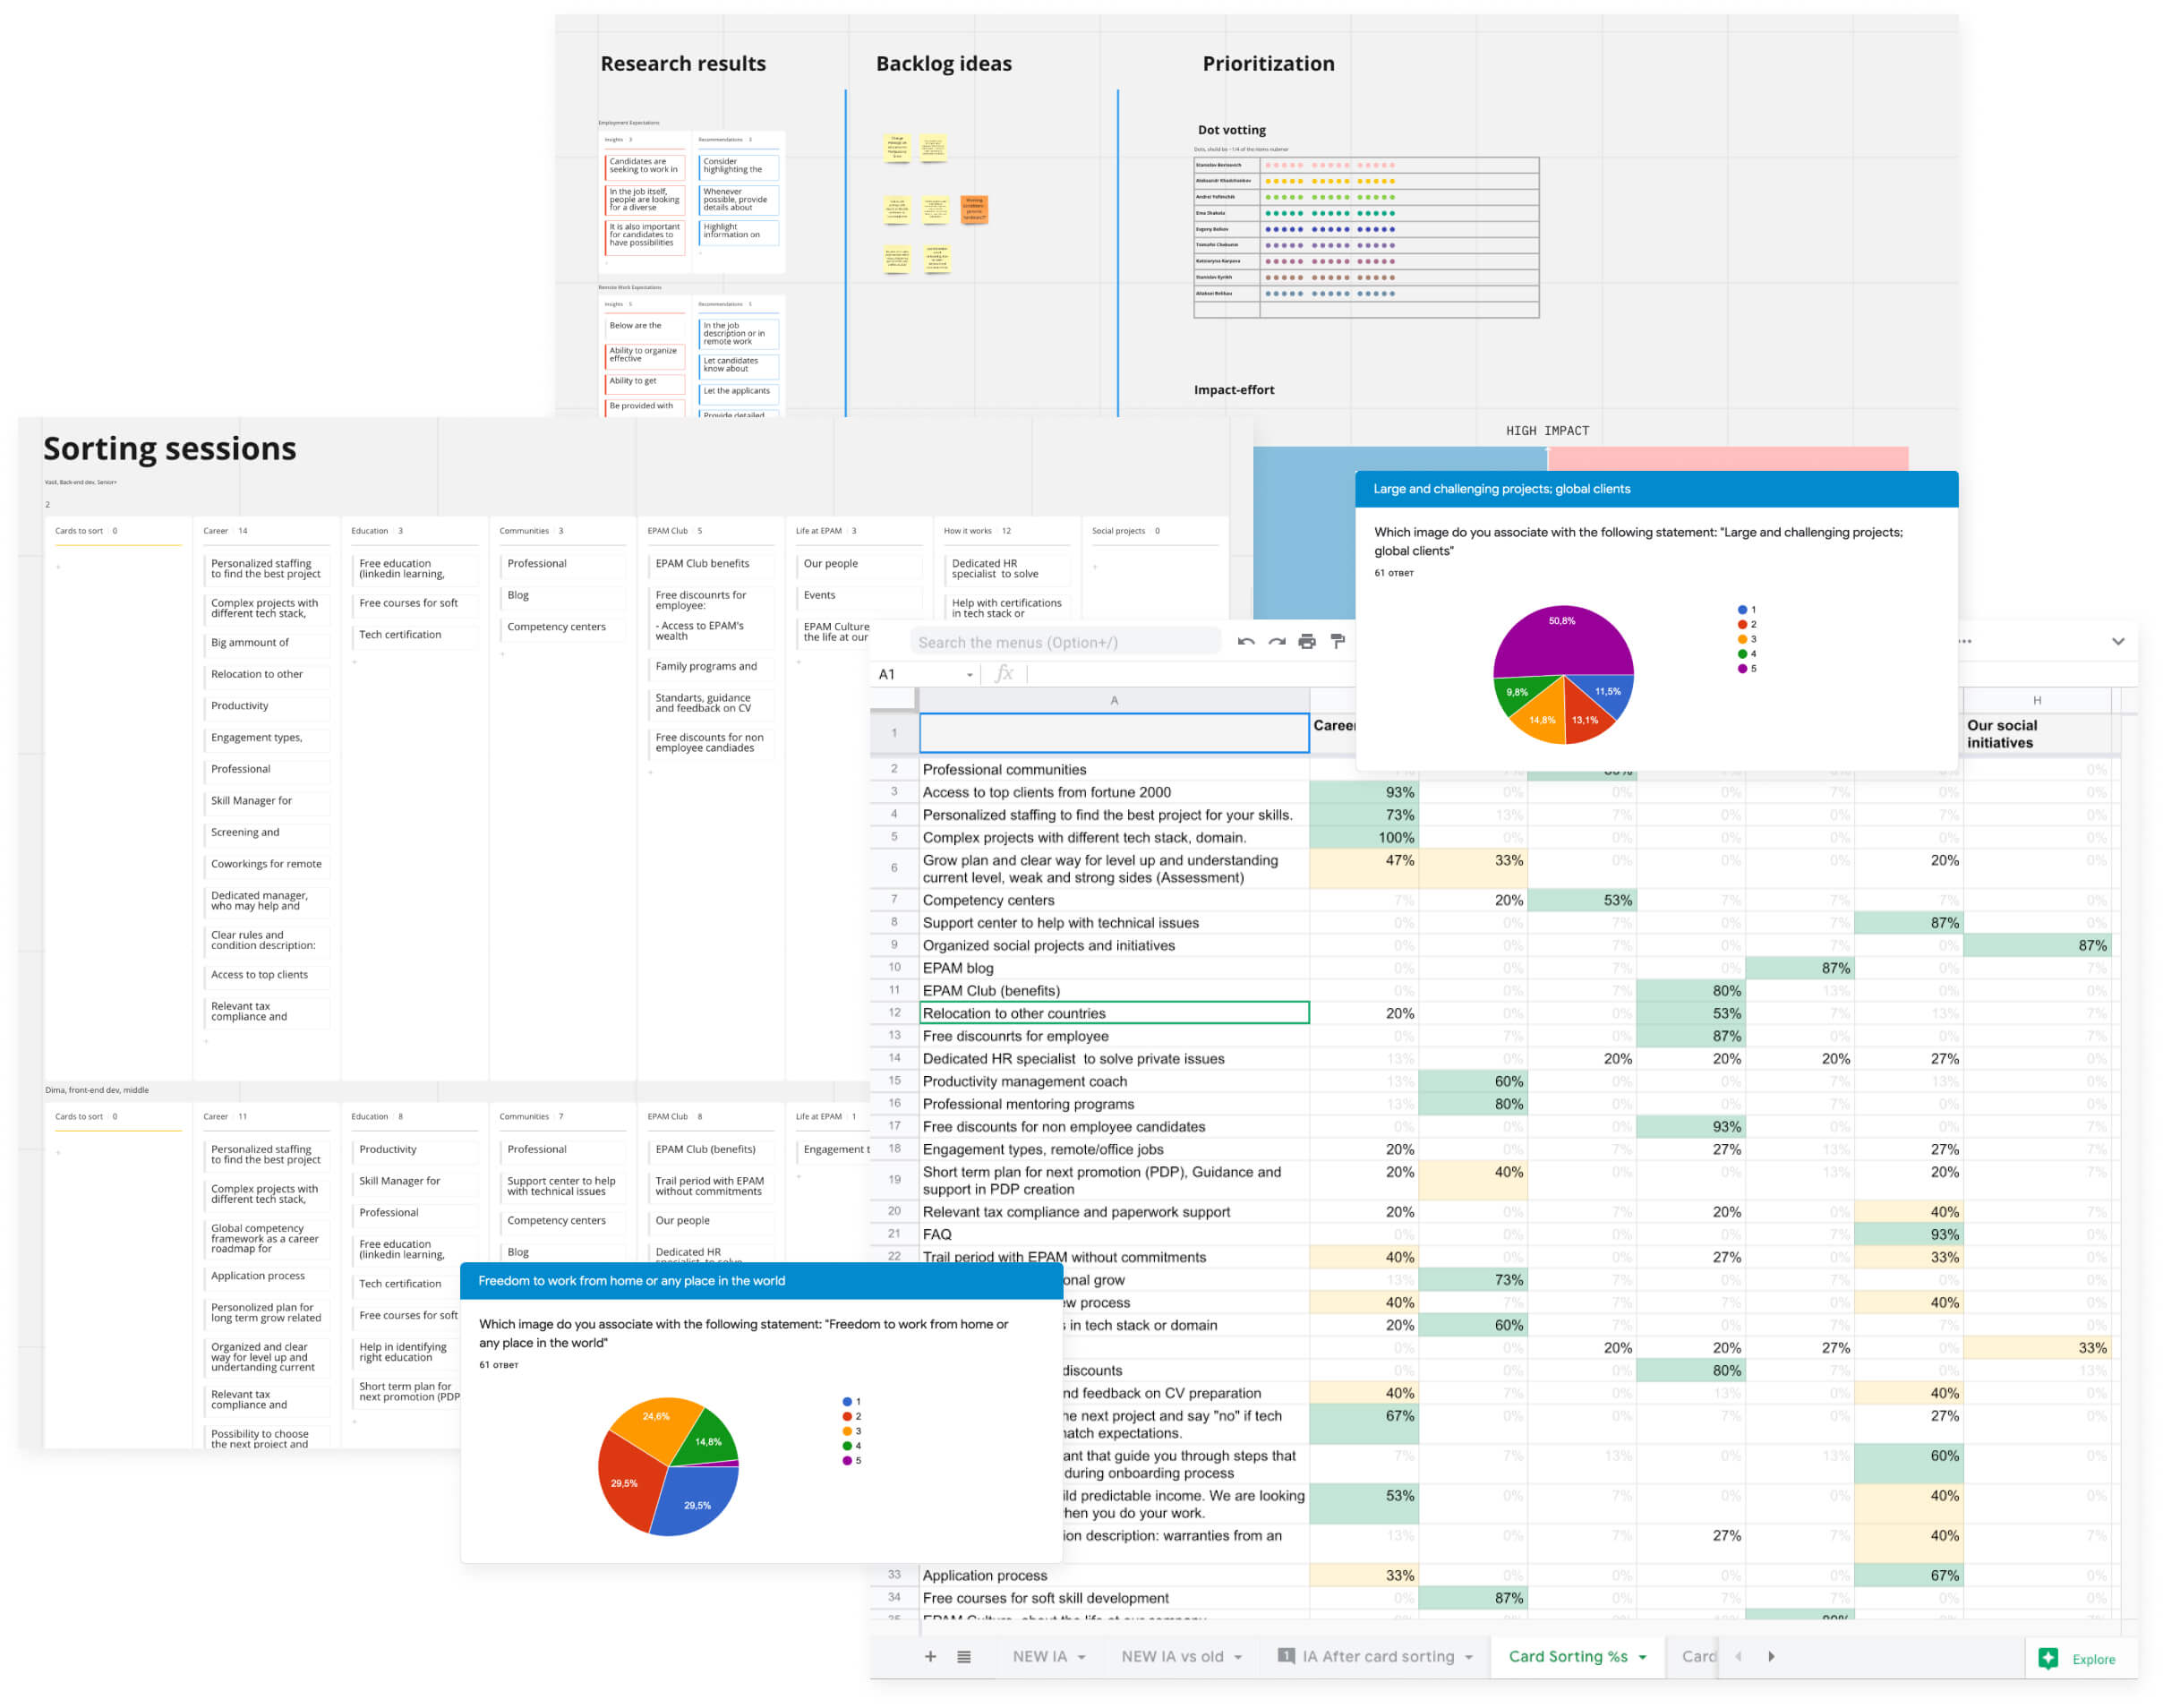 Research results
Backlog ideas
Prioritization
Employment Expectations
Insights 3
Recommendations 3
Candidates are
seeking to work in
In the job itself,
people are looking
for a diverse
It is also important
for candidates to
have possibilities
Consider
highlighting the
Whenever
possible, provide
details about
Highlight
information on
Remote Work Expectations
Insights 5
Recommendations 5
Below are the
Ability to organize
effective
Ability to get
Be provided with
In the job
description or in
remote work
Let candidates
know about
Let the applicants
Provide detailed
Dot voting
Impact-effort
HIGH IMPACT
Sorting sessions
Vasil, Back-end dev, Senior+
2
Cards to sort 0
Career 14
Personalized staffing
to find the best project
Complex projects with
different tech stack,
Big ammount of
Relocation to other
Productivity
Engagement types,
Professional
Skill Manager for
Screening and
Coworkings for remote
Dedicated manager,
who may help and
Clear rules and
condition description:
Access to top clients
Relevant tax
compliance and
Education 3
Free education
(linkedin learning,
Free courses for soft
Tech certification
Communities 3
Professional
Blog
Competency centers
EPAM Club 5
EPAM Club benefits
Free discounrts for
employee:
- Access to EPAM's
wealth
Family programs and
Standarts, guidance
and feedback on CV
Free discounts for non
employee candiades
Life at EPAM 3
Our people
Events
EPAM Culture
the life at our
How it works 12
Dedicated HR
specialist to solve
Help with certifications
in tech stack or
Social projects 0
Dima, front-end dev, middle
Cards to sort 0
Career 11
Personalized staffing
to find the best project
Complex projects with
different tech stack,
Global competency
framework as a career
roadmap for
Application process
Personolized plan for
long term grow related
Organized and clear
way for level up and
undertanding current
Relevant tax
compliance and
Possibility to choose
the next project and
Education 8
Productivity
Skill Manager for
Professional
Free education
(linkedin learning,
Tech certification
Free courses for soft
Help in identifying
right education
Short term plan for
next promotion (PDP
Communities 7
Professional
Support center to help
with technical issues
Competency centers
Blog
EPAM Club 8
EPAM Club (benefits)
Trail period with EPAM
without commitments
Our people
Dedicated HR
specialist to solve
Life at EPAM 1
Engagement t
Large and challenging projects; global clients
Which image do you associate with the following statement: "Large and challenging projects;
global clients"
61 ответ
50,8%
9,8%
14,8%
13,1%
11,5%
1
2
3
4
5
Freedom to work from home or any place in the world
Which image do you associate with the following statement: "Freedom to work from home or
any place in the world"
61 ответ
24,6%
14,8%
29,5%
29,5%
1
2
3
4
5
Search the menus (Option+/)
A1 fx
A H
1 Career Our social
initiatives
2 Professional communities 0%
3 Access to top clients from fortune 2000 93% 0% 0% 0% 7% 0% 0%
4 Personalized staffing to find the best project for your skills. 73% 13% 7% 0% 0% 7% 0%
5 Complex projects with different tech stack, domain. 100% 0% 0% 0% 0% 0% 0%
6 Grow plan and clear way for level up and understanding 47% 33% 0% 0% 0% 20% 0%
current level, weak and strong sides (Assessment)
7 Competency centers 7% 20% 53% 7% 7% 7% 0%
8 Support center to help with technical issues 0% 0% 7% 0% 7% 87% 0%
9 Organized social projects and initiatives 0% 0% 7% 0% 7% 0% 87%
10 EPAM blog 0% 0% 7% 0% 87% 0% 7%
11 EPAM Club (benefits) 0% 0% 7% 80% 13% 0% 0%
12 Relocation to other countries 20% 0% 0% 53% 7% 13% 7%
13 Free discounrts for employee 0% 7% 0% 87% 0% 0% 7%
14 Dedicated HR specialist to solve private issues 13% 0% 20% 20% 20% 27% 0%
15 Productivity management coach 13% 60% 0% 0% 7% 13% 0%
16 Professional mentoring programs 13% 80% 0% 0% 7% 0% 0%
17 Free discounts for non employee candidates 0% 0% 0% 93% 0% 0% 7%
18 Engagement types, remote/office jobs 20% 0% 7% 27% 13% 27% 7%
19 Short term plan for next promotion (PDP), Guidance and 20% 40% 0% 0% 13% 20% 7%
support in PDP creation
20 Relevant tax compliance and paperwork support 20% 0% 7% 20% 0% 40% 7%
21 FAQ 0% 0% 0% 0% 7% 93% 0%
22 Trail period with EPAM without commitments 40% 0% 0% 27% 0% 33% 0%
onal grow 13% 73% 7% 0% 7% 0% 0%
ew process 40% 7% 7% 7% 0% 40% 0%
s in tech stack or domain 20% 60% 7% 0% 7% 7% 0%
0% 0% 20% 20% 27% 0% 33%
discounts 0% 0% 0% 80% 7% 0% 13%
nd feedback on CV preparation 40% 7% 0% 13% 0% 40% 0%
he next project and say "no" if tech 67% 0% 0% 7% 0% 27% 0%
natch expectations.
ant that guide you through steps that 7% 7% 13% 0% 13% 60% 0%
during onboarding process
ild predictable income. We are looking 53% 0% 7% 0% 0% 40% 0%
hen you do your work.
ion description: warranties from an 13% 0% 7% 27% 7% 40% 7%
33 Application process 33% 0% 0% 0% 0% 67% 0%
34 Free courses for soft skill development 0% 87% 0% 7% 7% 0% 0%
NEW IA
NEW IA vs old
1 IA After card sorting
Card Sorting %s
Card
Explore